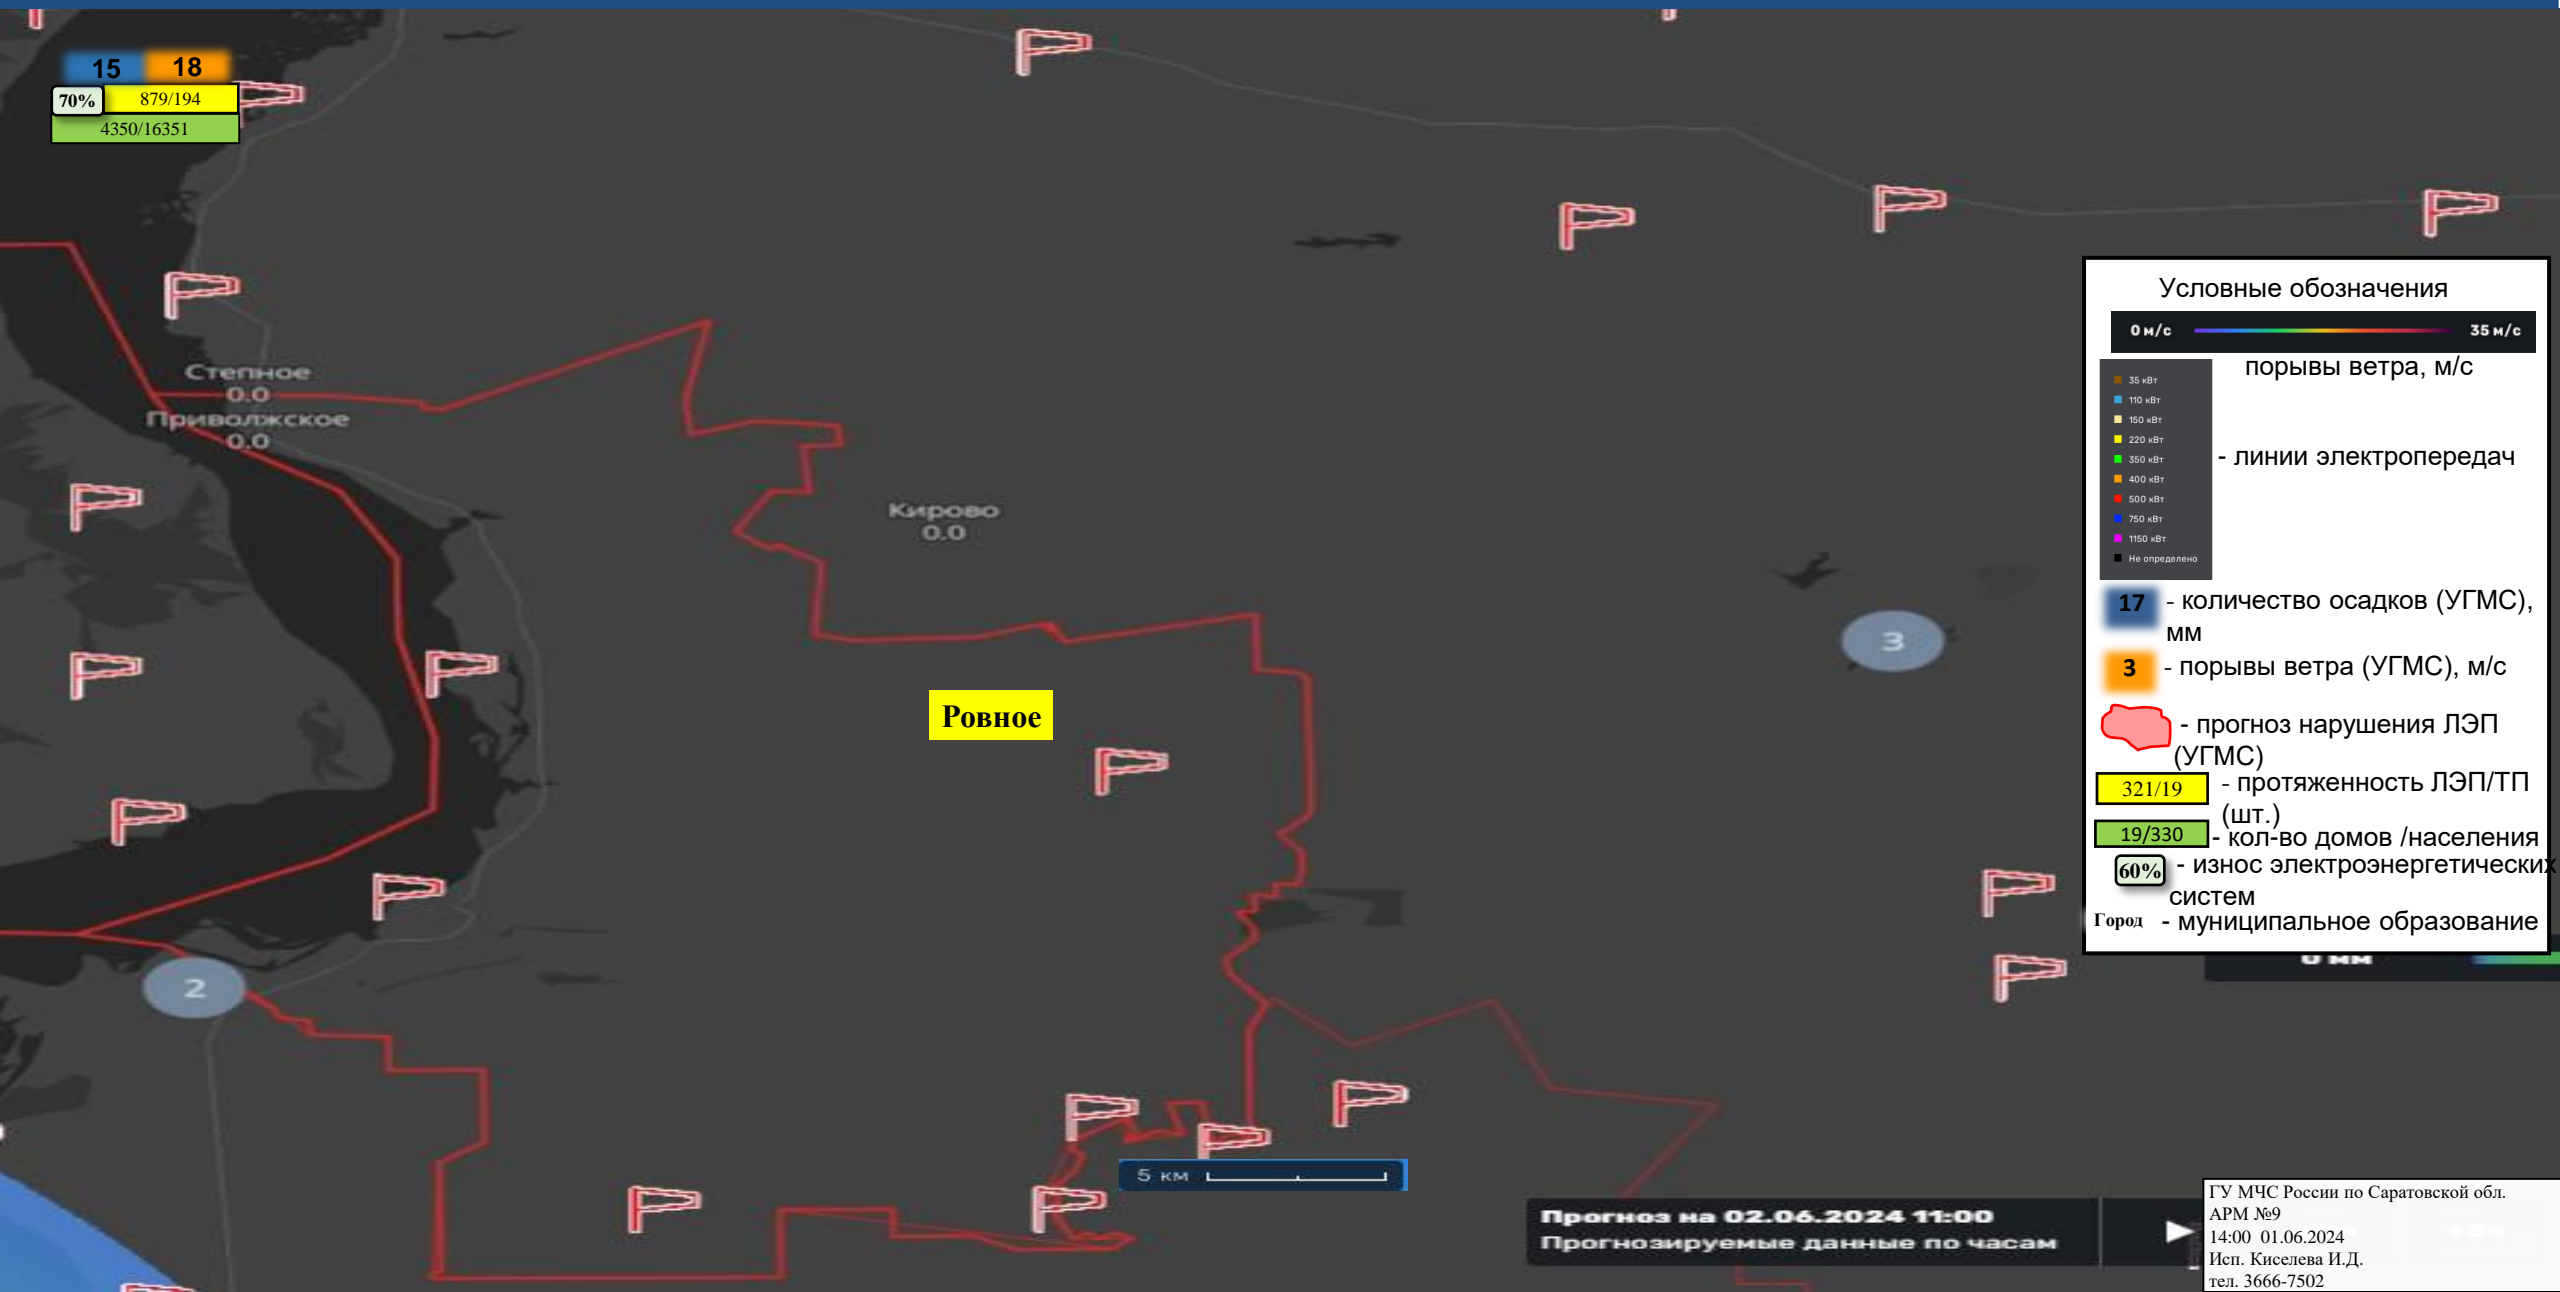 15 18
70% 879/194
4350/16351
Степное
0.0
Приволжское
0.0
Кирово
0.0
Ровное
3
2
5 км
Условные обозначения
0 м/с 35 м/с
порывы ветра, м/с
35 кВт
110 кВт
150 кВт
220 кВт
350 кВт
400 кВт
500 кВт
750 кВт
1150 кВт
Не определено
- линии электропередач
17 - количество осадков (УГМС),
мм
3 - порывы ветра (УГМС), м/с
- прогноз нарушения ЛЭП
(УГМС)
321/19 - протяженность ЛЭП/ТП
(шт.)
19/330 - кол-во домов /населения
60% - износ электроэнергетических
систем
Город - муниципальное образование
0 мм
Прогноз на 02.06.2024 11:00
Прогнозируемые данные по часам
ГУ МЧС России по Саратовской обл.
АРМ №9
14:00 01.06.2024
Исп. Киселева И.Д.
тел. 3666-7502